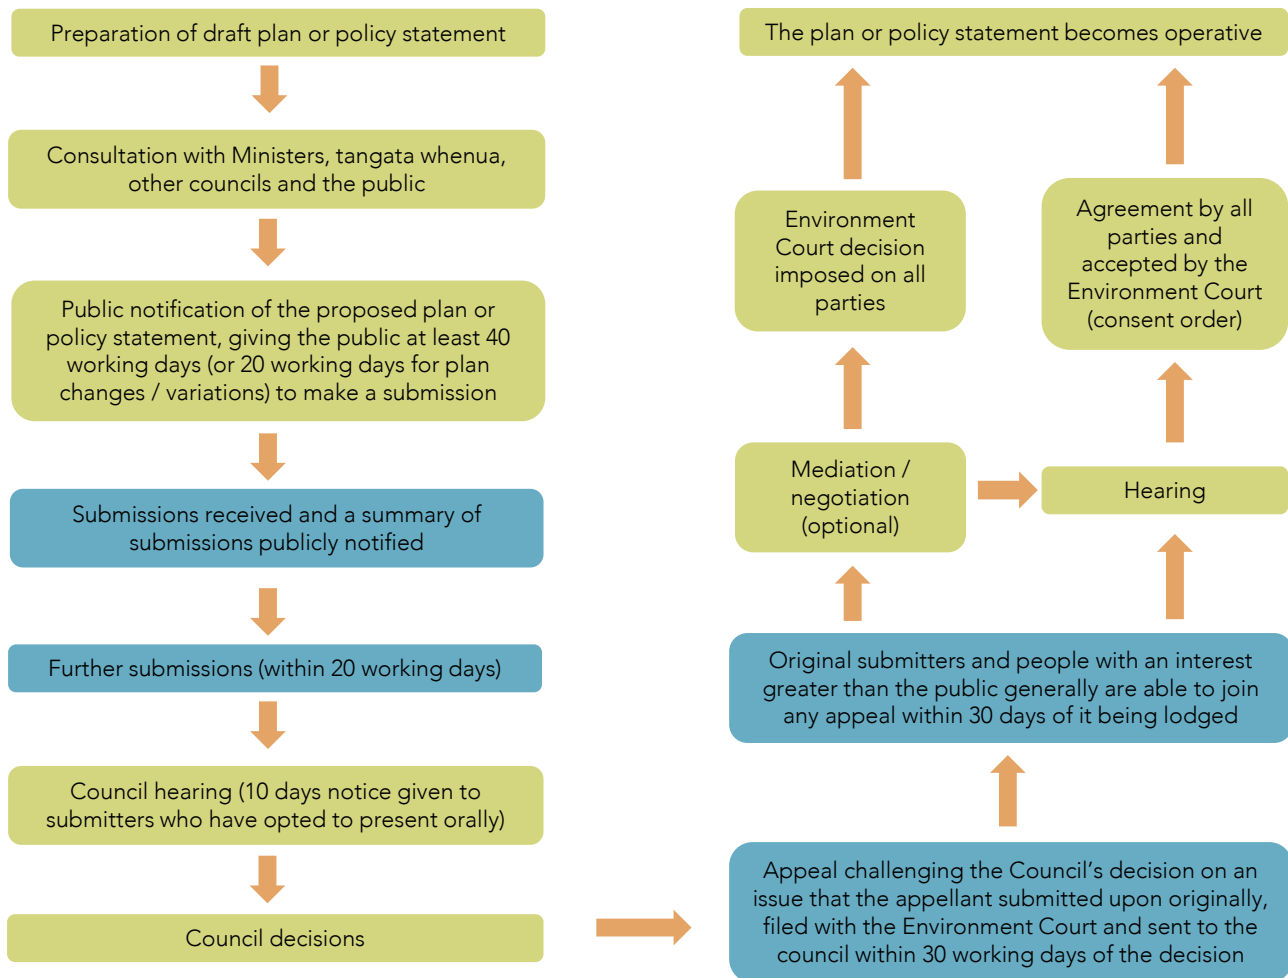 Preparation of draft plan or policy statement
Consultation with Ministers, tangata whenua,
other councils and the public
Public notification of the proposed plan or
policy statement, giving the public at least 40
working days (or 20 working days for plan
changes / variations) to make a submission
Submissions received and a summary of
submissions publicly notified
Further submissions (within 20 working days)
Council hearing (10 days notice given to
submitters who have opted to present orally)
Council decisions
Appeal challenging the Council’s decision on an
issue that the appellant submitted upon originally,
filed with the Environment Court and sent to the
council within 30 working days of the decision
Original submitters and people with an interest
greater than the public generally are able to join
any appeal within 30 days of it being lodged
Mediation /
negotiation
(optional)
Hearing
Environment
Court decision
imposed on all
parties
Agreement by all
parties and
accepted by the
Environment Court
(consent order)
The plan or policy statement becomes operative